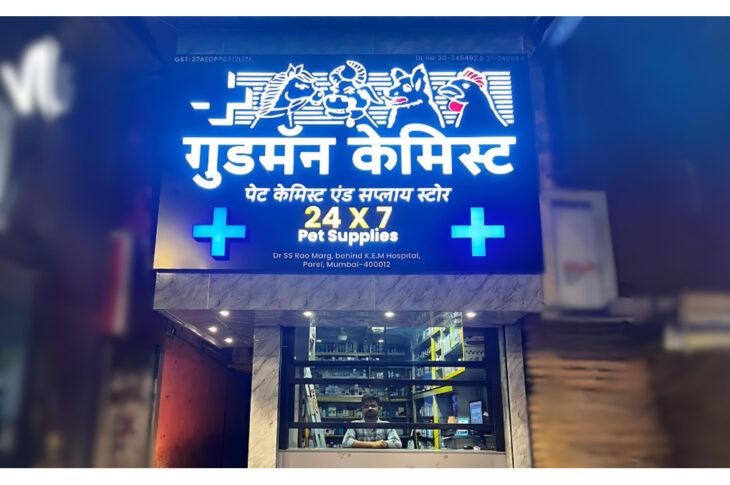 गुडमॅन केमिस्ट
पेट केमिस्ट एंड सप्लाय स्टोर
24 X 7
Pet Supplies
Dr SS Rao Marg, behind K.E.M Hospital,
Parel, Mumbai-400012